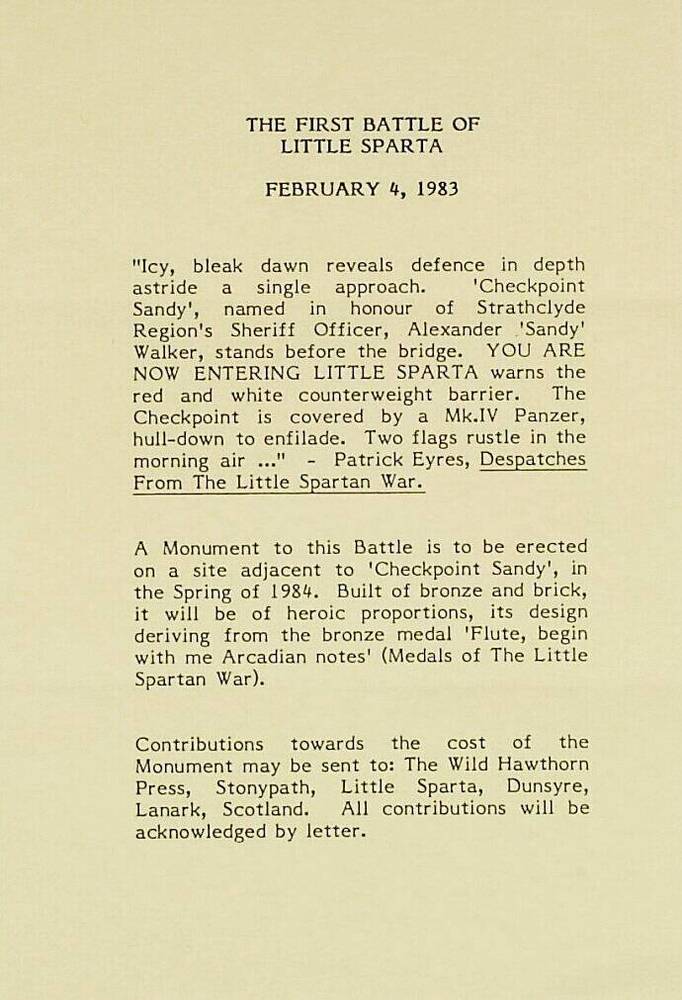 THE FIRST BATTLE OF
LITTLE SPARTA
FEBRUARY 4, 1983
"Icy, bleak dawn reveals defence in depth
astride a single approach. 'Checkpoint
Sandy', named in honour of Strathclyde
Region's Sheriff Officer, Alexander 'Sandy'
Walker, stands before the bridge. YOU ARE
NOW ENTERING LITTLE SPARTA warns the
red and white counterweight barrier. The
Checkpoint is covered by a Mk.IV Panzer,
hull-down to enfilade. Two flags rustle in the
morning air ..." - Patrick Eyres, Despatches
From The Little Spartan War.
A Monument to this Battle is to be erected
on a site adjacent to 'Checkpoint Sandy', in
the Spring of 1984. Built of bronze and brick,
it will be of heroic proportions, its design
deriving from the bronze medal 'Flute, begin
with me Arcadian notes' (Medals of The Little
Spartan War).
Contributions towards the cost of the
Monument may be sent to: The Wild Hawthorn
Press, Stonypath, Little Sparta, Dunsyre,
Lanark, Scotland. All contributions will be
acknowledged by letter.